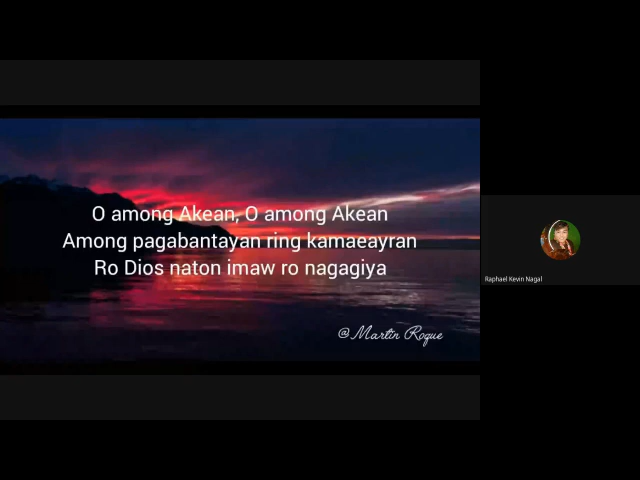 O among Akean, O among Akean
Among pagabantayan ring kamaeayran
Ro Dios naton imaw ro nagagiya
@Martin Roque
Raphael Kevin Nagal